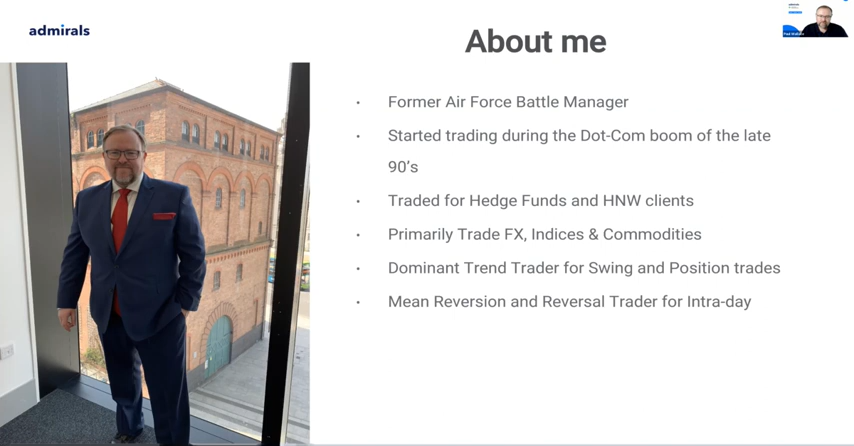 admirals
About me
• Former Air Force Battle Manager
• Started trading during the Dot-Com boom of the late
90’s
• Traded for Hedge Funds and HNW clients
• Primarily Trade FX, Indices & Commodities
• Dominant Trend Trader for Swing and Position trades
• Mean Reversion and Reversal Trader for Intra-day